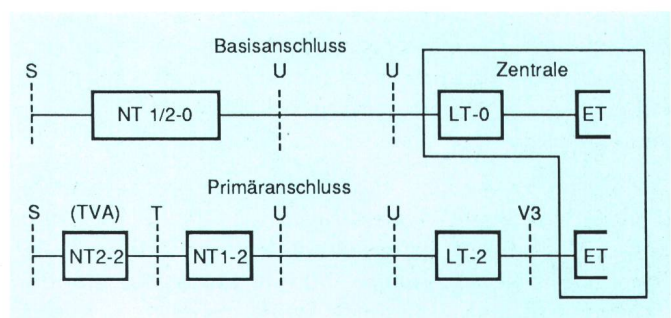 Basisanschluss
S U U Zentrale
NT 1/2-0 LT-0 ET
Primäranschluss
S (TVA) T U U V3
NT2-2 NT1-2 LT-2 ET